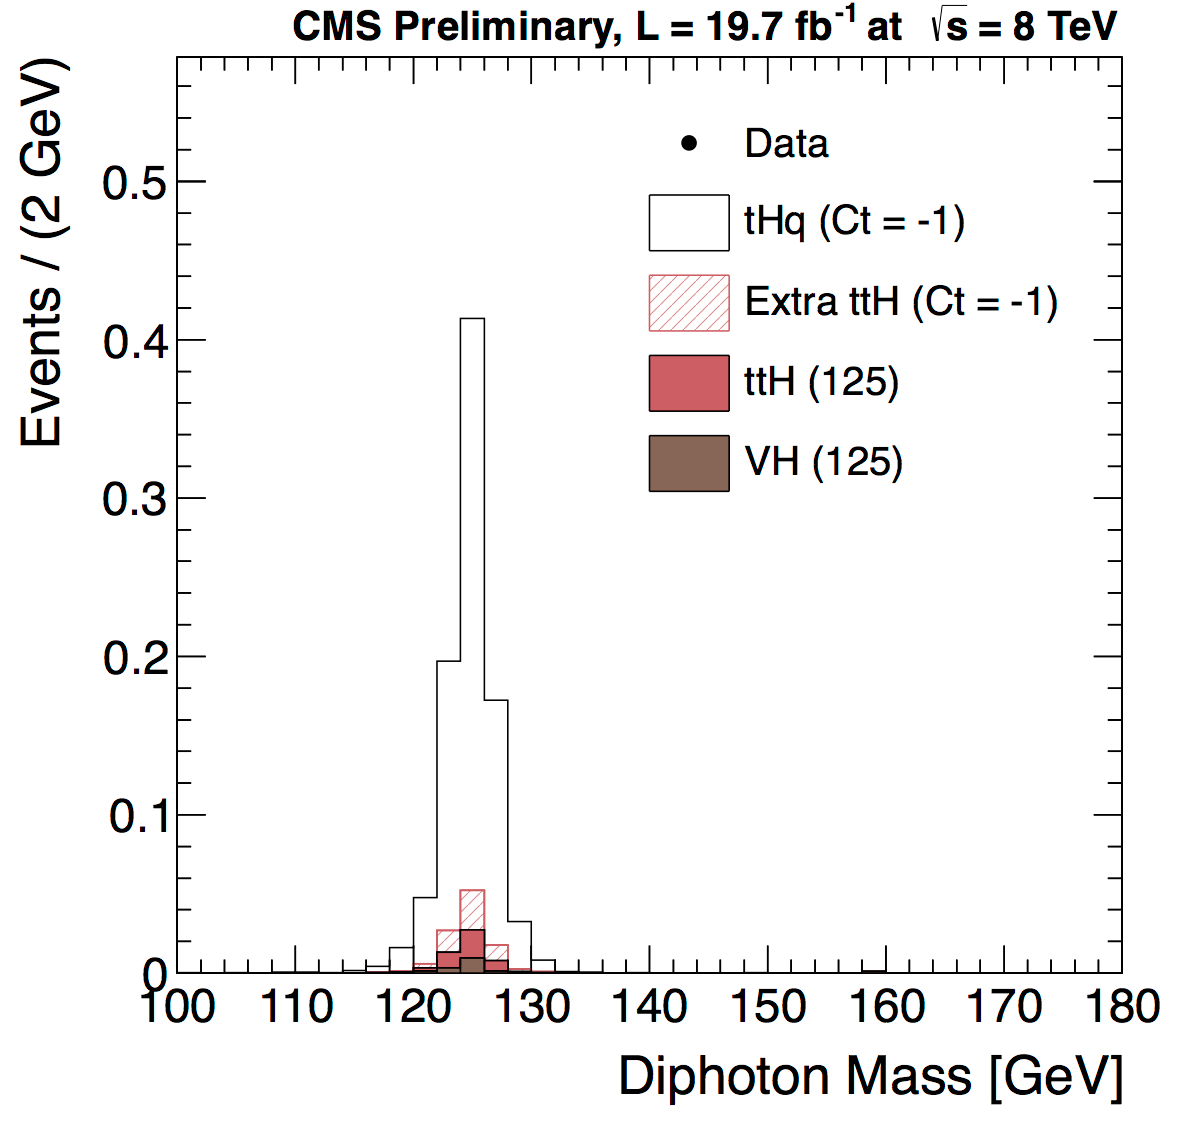 CMS Preliminary, L = 19.7 fb⁻¹ at √s = 8 TeV
Events / (2 GeV)
Data
tHq (Ct = -1)
Extra ttH (Ct = -1)
ttH (125)
VH (125)
0.5
0.4
0.3
0.2
0.1
0
100 110 120 130 140 150 160 170 180
Diphoton Mass [GeV]